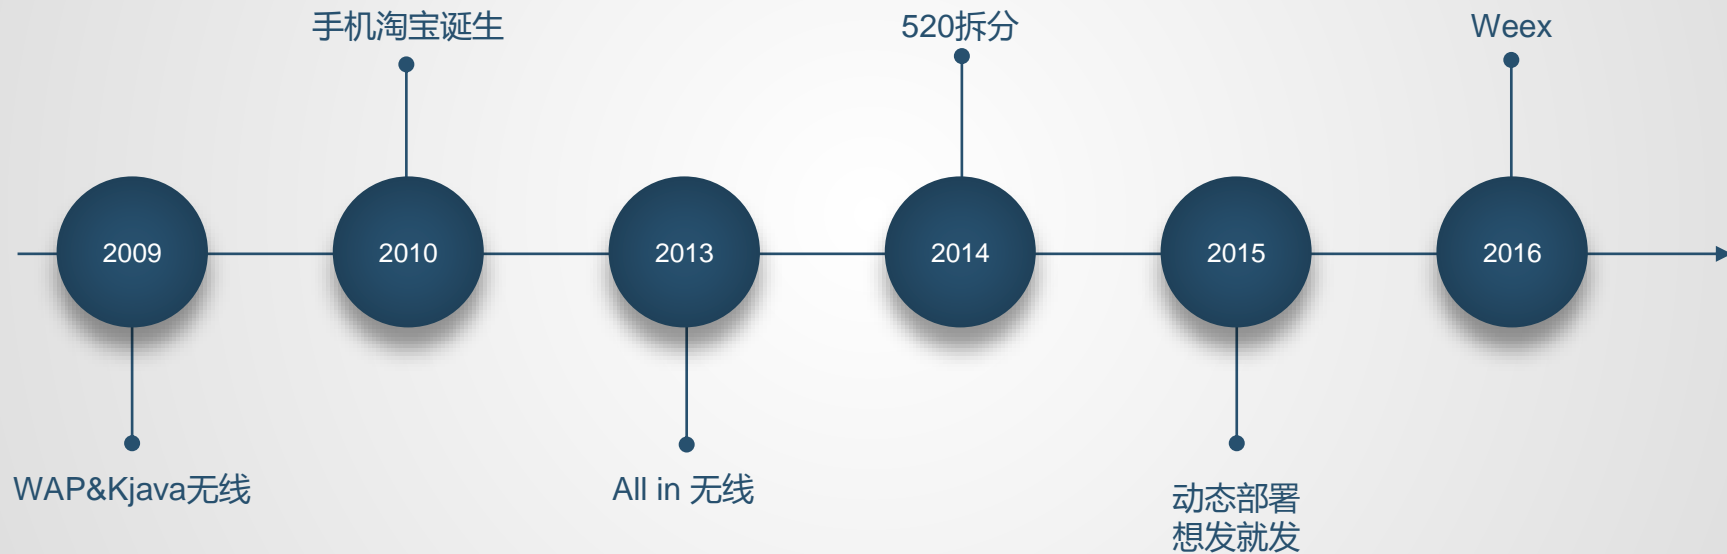 手机淘宝诞生
520拆分
Weex
2009
2010
2013
2014
2015
2016
WAP&Kjava无线
All in 无线
动态部署
想发就发